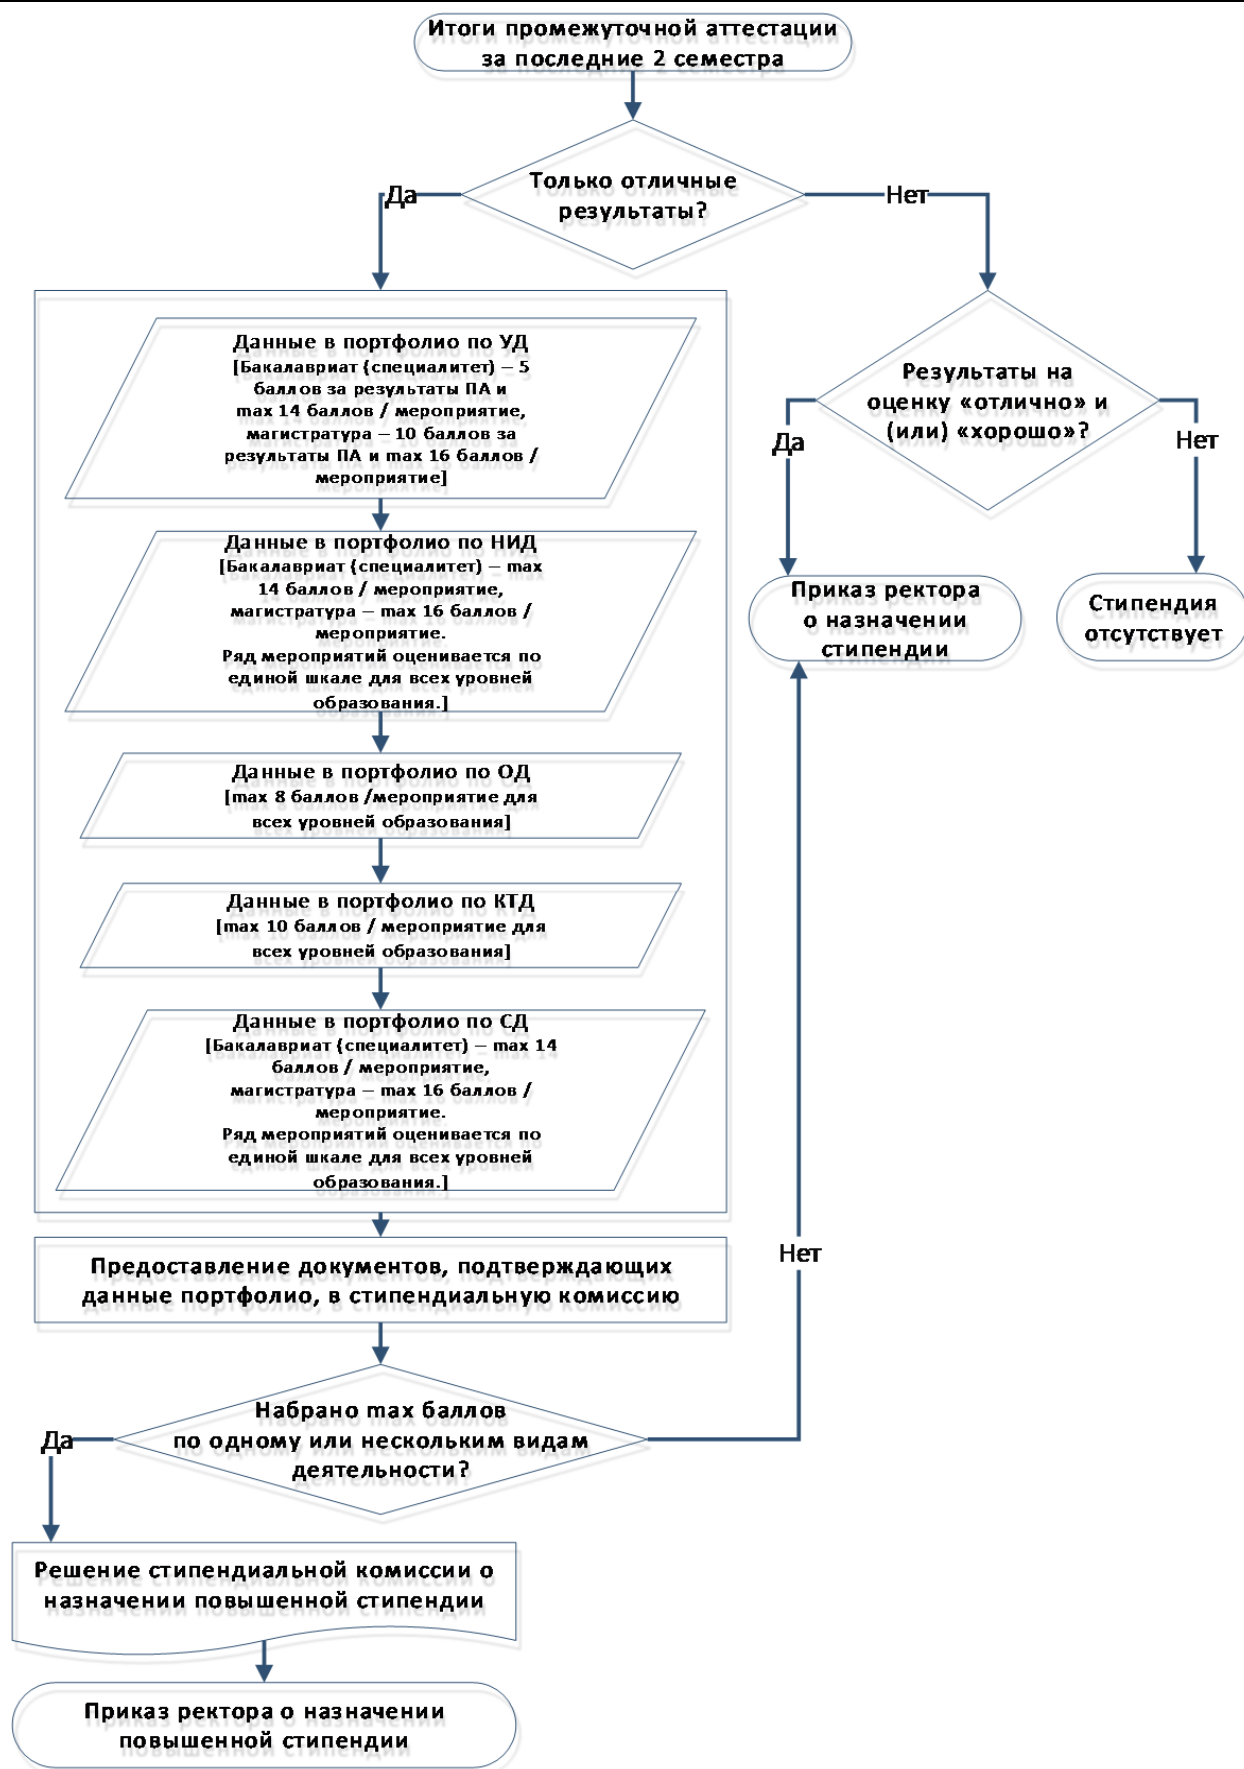 Итоги промежуточной аттестации
за последние 2 семестра
Только отличные
результаты?
Да
Нет
Данные в портфолио по УД
[Бакалавриат (специалитет) – 5
баллов за результаты ПА и
max 14 баллов / мероприятие,
магистратура – 10 баллов за
результаты ПА и max 16 баллов /
мероприятие]
Результаты на
оценку «отлично» и
(или) «хорошо»?
Да
Нет
Данные в портфолио по НИД
[Бакалавриат (специалитет) – max
14 баллов / мероприятие,
магистратура – max 16 баллов /
мероприятие.
Ряд мероприятий оценивается по
единой шкале для всех уровней
образования.]
Приказ ректора
о назначении
стипендии
Стипендия
отсутствует
Данные в портфолио по ОД
[max 8 баллов /мероприятие для
всех уровней образования]
Данные в портфолио по КТД
[max 10 баллов / мероприятие для
всех уровней образования]
Данные в портфолио по СД
[Бакалавриат (специалитет) – max 14
баллов / мероприятие,
магистратура – max 16 баллов /
мероприятие.
Ряд мероприятий оценивается по
единой шкале для всех уровней
образования.]
Предоставление документов, подтверждающих
данные портфолио, в стипендиальную комиссию
Нет
Набрано max баллов
по одному или нескольким видам
деятельности?
Да
Решение стипендиальной комиссии о
назначении повышенной стипендии
Приказ ректора о назначении
повышенной стипендии